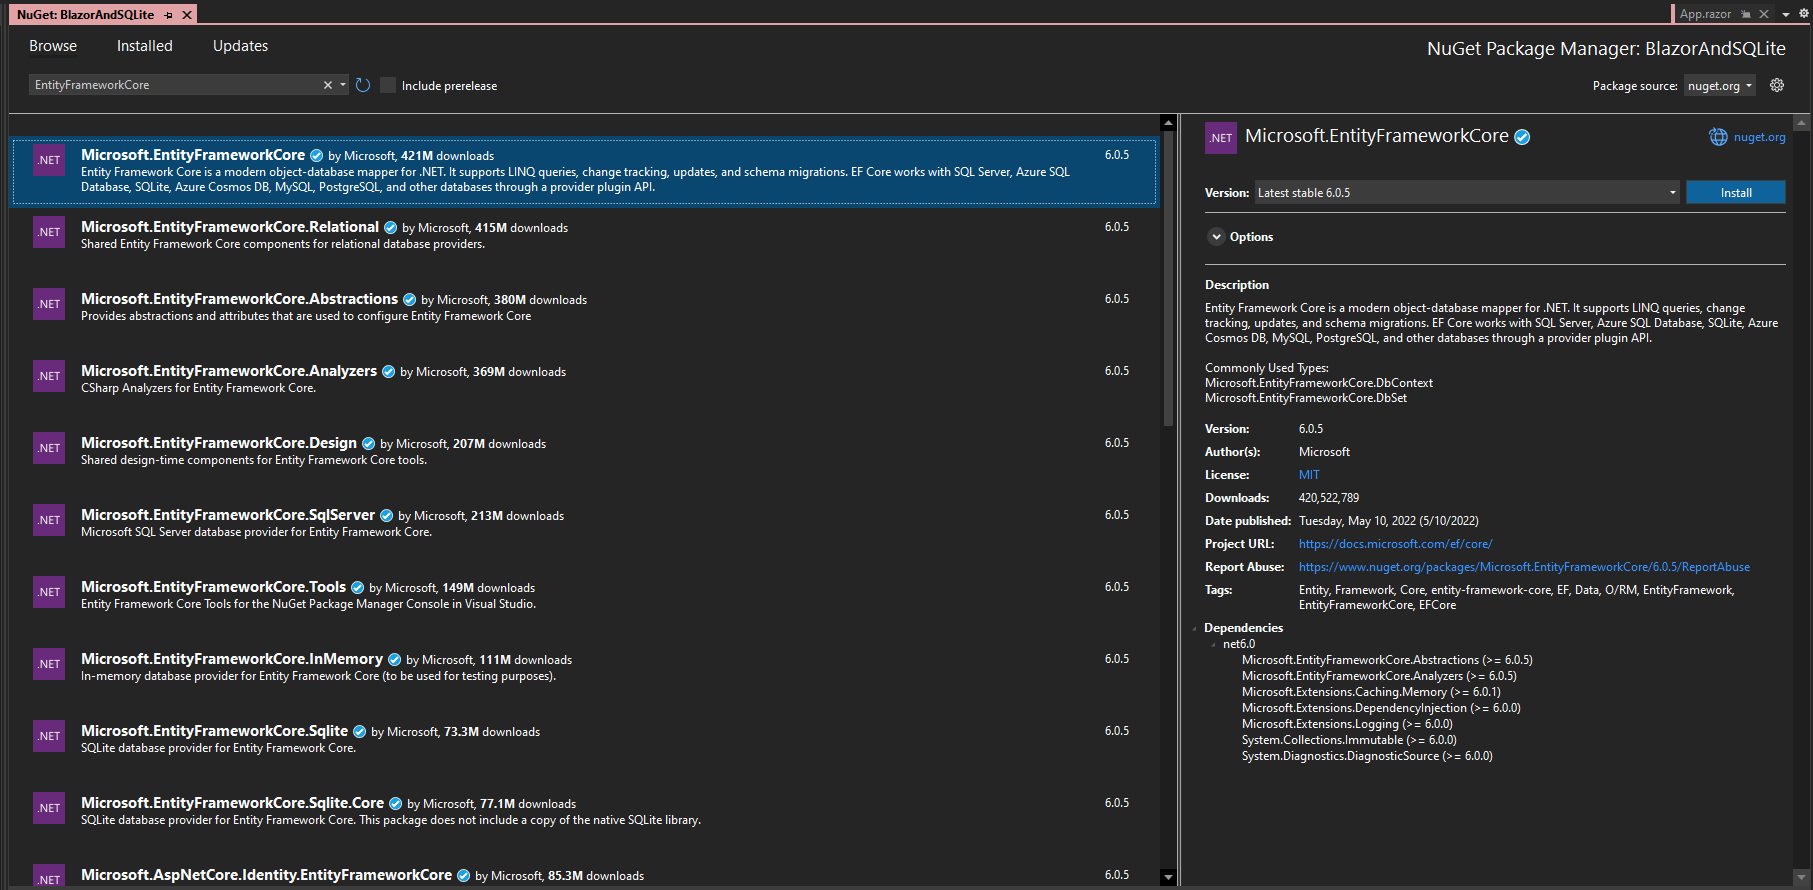 NuGet: BlazorAndSQLite
App.razor
Browse Installed Updates
NuGet Package Manager: BlazorAndSQLite
EntityFrameworkCore
Include prerelease
Package source: nuget.org
.NET
Microsoft.EntityFrameworkCore by Microsoft, 421M downloads
6.0.5
Entity Framework Core is a modern object-database mapper for .NET. It supports LINQ queries, change tracking, updates, and schema migrations. EF Core works with SQL Server, Azure SQL
Database, SQLite, Azure Cosmos DB, MySQL, PostgreSQL, and other databases through a provider plugin API.
.NET
Microsoft.EntityFrameworkCore.Relational by Microsoft, 415M downloads
6.0.5
Shared Entity Framework Core components for relational database providers.
.NET
Microsoft.EntityFrameworkCore.Abstractions by Microsoft, 380M downloads
6.0.5
Provides abstractions and attributes that are used to configure Entity Framework Core
.NET
Microsoft.EntityFrameworkCore.Analyzers by Microsoft, 369M downloads
6.0.5
CSharp Analyzers for Entity Framework Core.
.NET
Microsoft.EntityFrameworkCore.Design by Microsoft, 207M downloads
6.0.5
Shared design-time components for Entity Framework Core tools.
.NET
Microsoft.EntityFrameworkCore.SqlServer by Microsoft, 213M downloads
6.0.5
Microsoft SQL Server database provider for Entity Framework Core.
.NET
Microsoft.EntityFrameworkCore.Tools by Microsoft, 149M downloads
6.0.5
Entity Framework Core Tools for the NuGet Package Manager Console in Visual Studio.
.NET
Microsoft.EntityFrameworkCore.InMemory by Microsoft, 111M downloads
6.0.5
In-memory database provider for Entity Framework Core (to be used for testing purposes).
.NET
Microsoft.EntityFrameworkCore.Sqlite by Microsoft, 73.3M downloads
6.0.5
SQLite database provider for Entity Framework Core.
.NET
Microsoft.EntityFrameworkCore.Sqlite.Core by Microsoft, 77.1M downloads
6.0.5
SQLite database provider for Entity Framework Core. This package does not include a copy of the native SQLite library.
.NET
Microsoft.AspNetCore.Identity.EntityFrameworkCore by Microsoft, 85.3M downloads
6.0.5
.NET
Microsoft.EntityFrameworkCore
nuget.org
Version: Latest stable 6.0.5
Install
Options
Description
Entity Framework Core is a modern object-database mapper for .NET. It supports LINQ queries, change
tracking, updates, and schema migrations. EF Core works with SQL Server, Azure SQL Database, SQLite, Azure
Cosmos DB, MySQL, PostgreSQL, and other databases through a provider plugin API.
Commonly Used Types:
Microsoft.EntityFrameworkCore.DbContext
Microsoft.EntityFrameworkCore.DbSet
Version: 6.0.5
Author(s): Microsoft
License: MIT
Downloads: 420,522,789
Date published: Tuesday, May 10, 2022 (5/10/2022)
Project URL: https://docs.microsoft.com/ef/core/
Report Abuse: https://www.nuget.org/packages/Microsoft.EntityFrameworkCore/6.0.5/ReportAbuse
Tags: Entity, Framework, Core, entity-framework-core, EF, Data, O/RM, EntityFramework,
EntityFrameworkCore, EFCore
Dependencies
net6.0
Microsoft.EntityFrameworkCore.Abstractions (>= 6.0.5)
Microsoft.EntityFrameworkCore.Analyzers (>= 6.0.5)
Microsoft.Extensions.Caching.Memory (>= 6.0.1)
Microsoft.Extensions.DependencyInjection (>= 6.0.0)
Microsoft.Extensions.Logging (>= 6.0.0)
System.Collections.Immutable (>= 6.0.0)
System.Diagnostics.DiagnosticSource (>= 6.0.0)